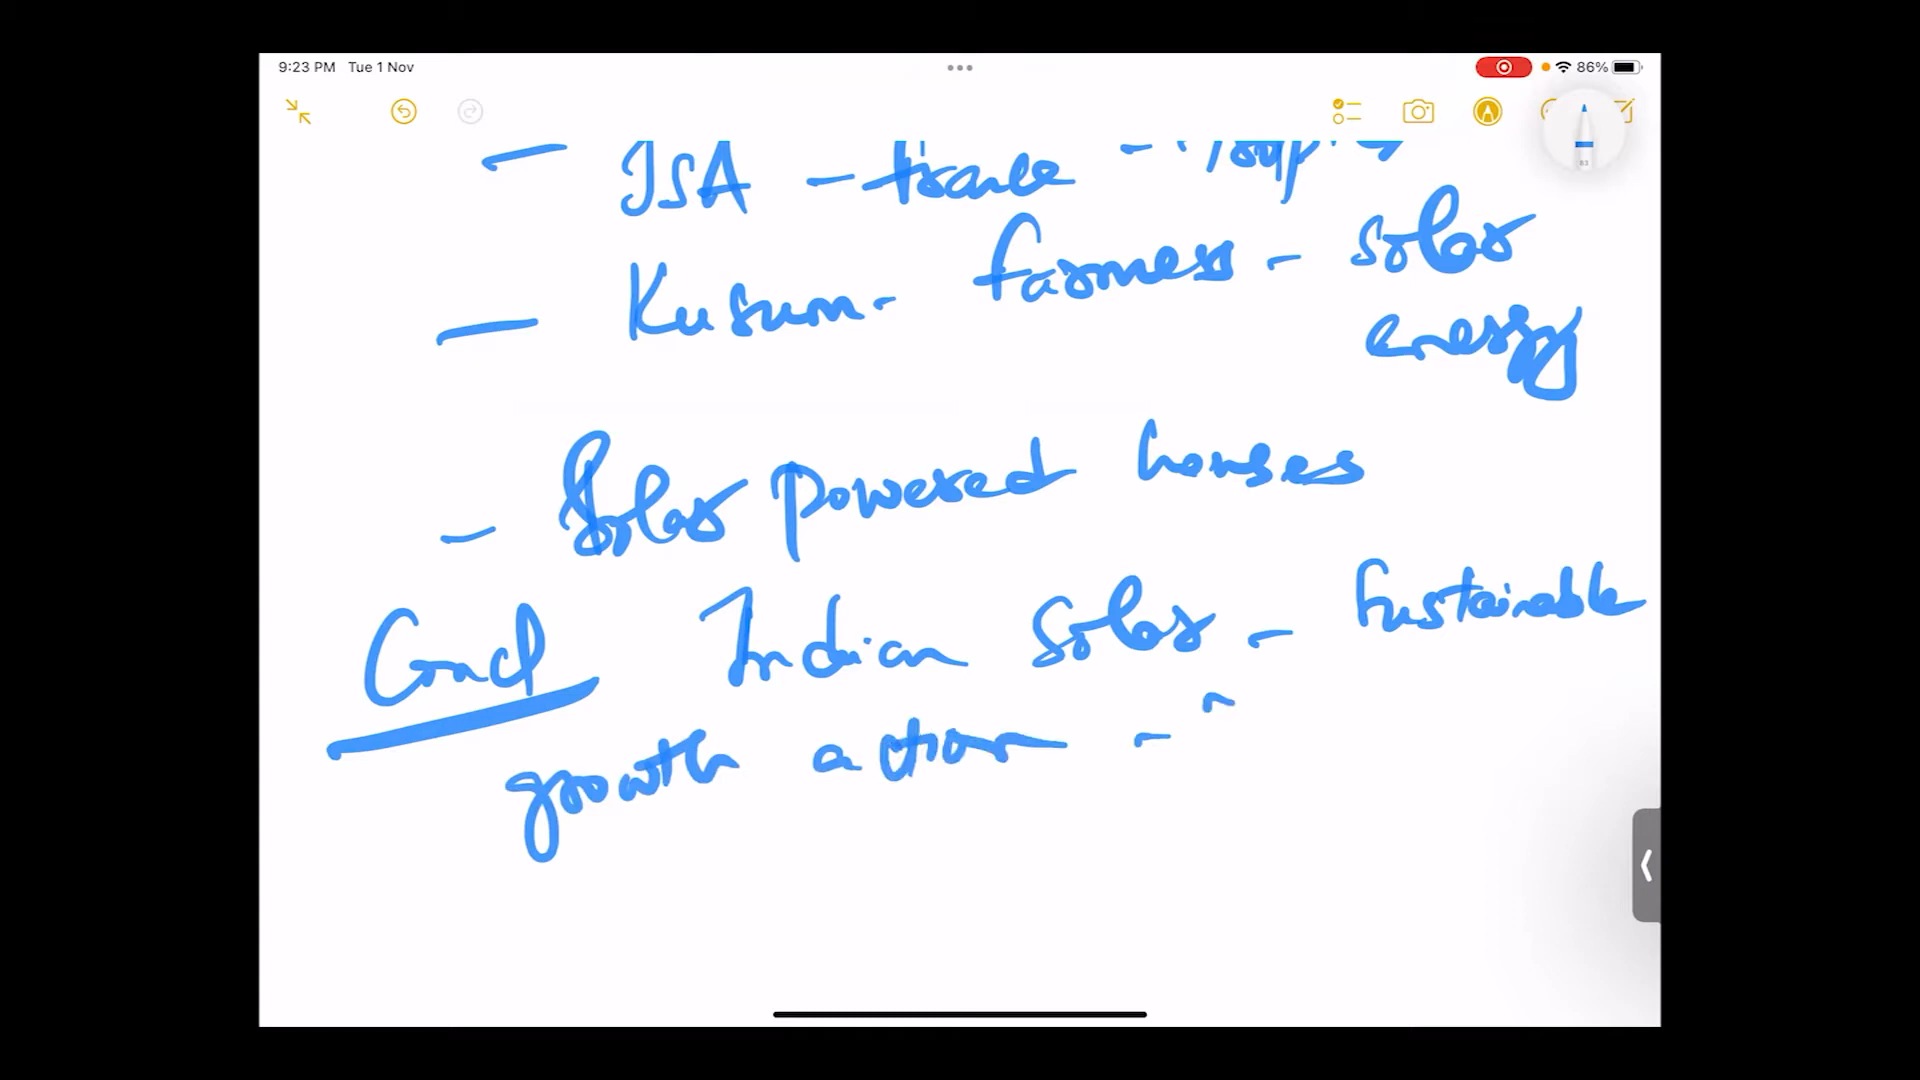 9:23 PM Tue 1 Nov 86%
ISA -
Kusum - farmers - solar
energy
- Solar powered houses
Concl Indian Solar - Sustainable
growth action -
83